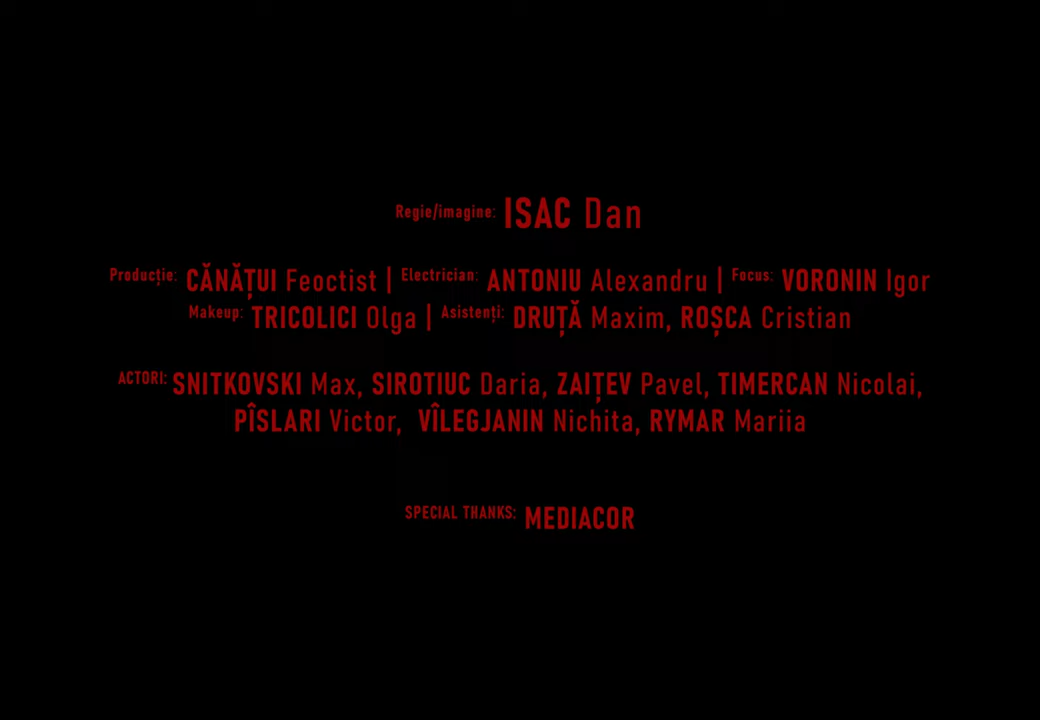 Regie/imagine: ISAC Dan
Producție: CĂNĂȚUI Feoctist | Electrician: ANTONIU Alexandru | Focus: VORONIN Igor
Makeup: TRICOLICI Olga | Asistenți: DRUȚĂ Maxim, ROȘCA Cristian
ACTORI: SNITKOVSKI Max, SIROTIUC Daria, ZAIȚEV Pavel, TIMERCAN Nicolai,
PÎSLARI Victor, VÎLEGJANIN Nichita, RYMAR Mariia
SPECIAL THANKS: MEDIACOR